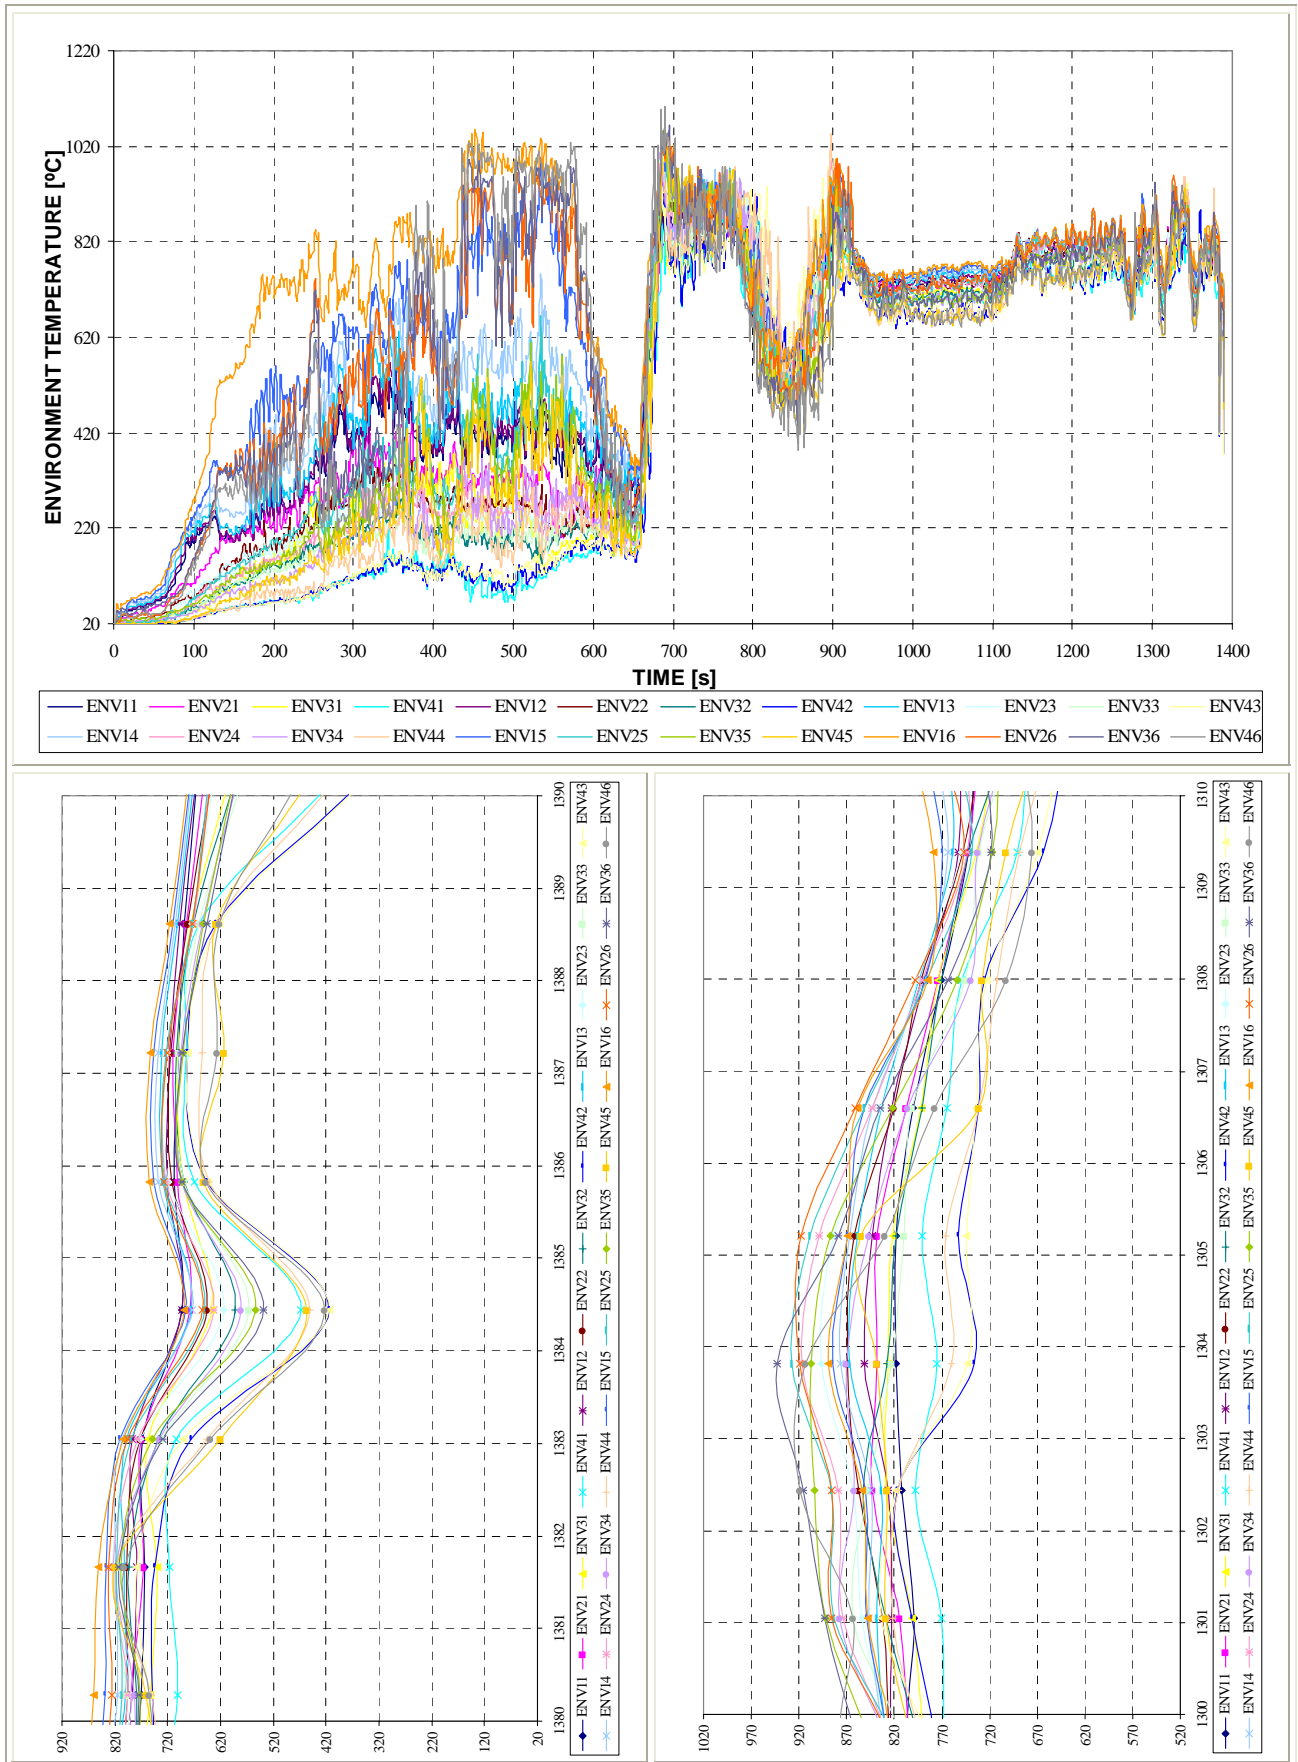 1220
1020
820
620
420
220
20
ENVIRONMENT TEMPERATURE [ºC]
0 100 200 300 400 500 600 700 800 900 1000 1100 1200 1300 1400
TIME [s]
ENV11 ENV21 ENV31 ENV41 ENV12 ENV22 ENV32 ENV42 ENV13 ENV23 ENV33 ENV43
ENV14 ENV24 ENV34 ENV44 ENV15 ENV25 ENV35 ENV45 ENV16 ENV26 ENV36 ENV46
920 820 720 620 520 420 320 220 120 20
1380 1381 1382 1383 1384 1385 1386 1387 1388 1389 1390
ENV11 ENV21 ENV31 ENV41 ENV12 ENV22 ENV32 ENV42 ENV13 ENV23 ENV33 ENV43
ENV14 ENV24 ENV34 ENV44 ENV15 ENV25 ENV35 ENV45 ENV16 ENV26 ENV36 ENV46
1020 970 920 870 820 770 720 670 620 570 520
1300 1301 1302 1303 1304 1305 1306 1307 1308 1309 1310
ENV11 ENV21 ENV31 ENV41 ENV12 ENV22 ENV32 ENV42 ENV13 ENV23 ENV33 ENV43
ENV14 ENV24 ENV34 ENV44 ENV15 ENV25 ENV35 ENV45 ENV16 ENV26 ENV36 ENV46